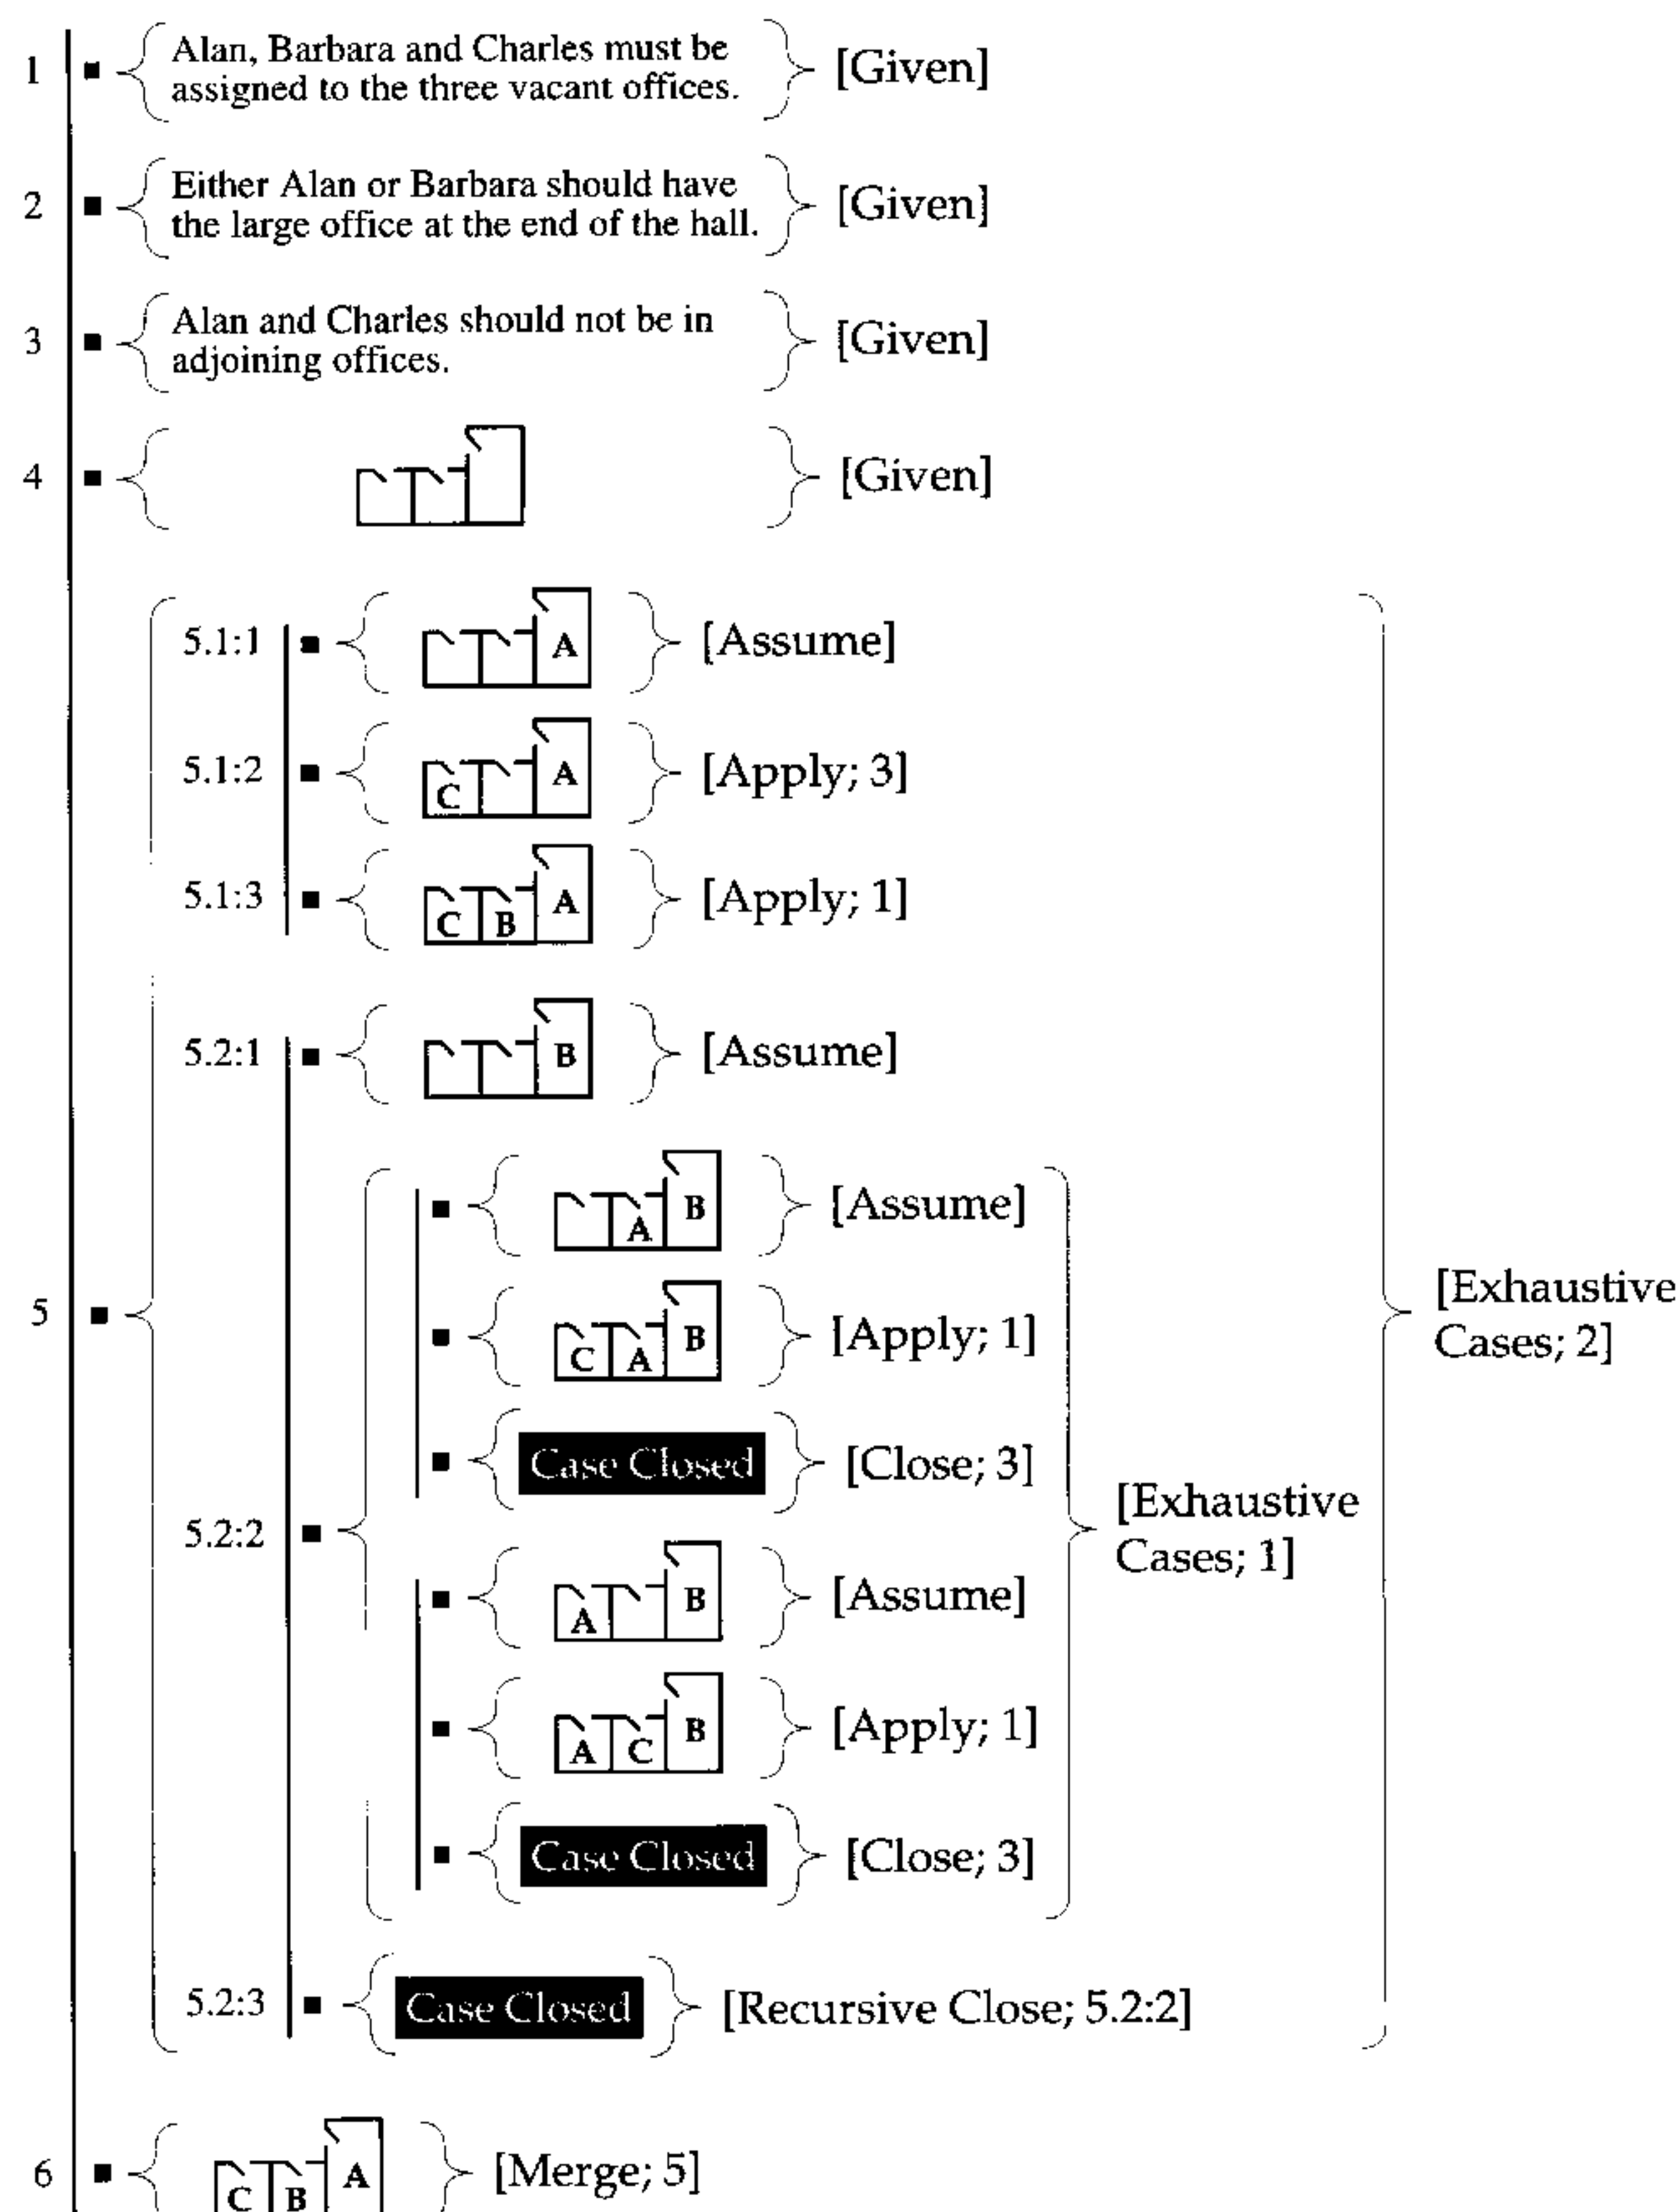 1 Alan, Barbara and Charles must be [Given]
assigned to the three vacant offices.
2 Either Alan or Barbara should have [Given]
the large office at the end of the hall.
3 Alan and Charles should not be in [Given]
adjoining offices.
4 [Given]
5.1:1 A [Assume]
5.1:2 C A [Apply; 3]
5.1:3 C B A [Apply; 1]
5.2:1 B [Assume]
A B [Assume]
5 [Exhaustive
Cases; 2]
C A B [Apply; 1]
Case Closed [Close; 3]
5.2:2 [Exhaustive
Cases; 1]
A B [Assume]
A C B [Apply; 1]
Case Closed [Close; 3]
5.2:3 Case Closed [Recursive Close; 5.2:2]
6 C B A [Merge; 5]